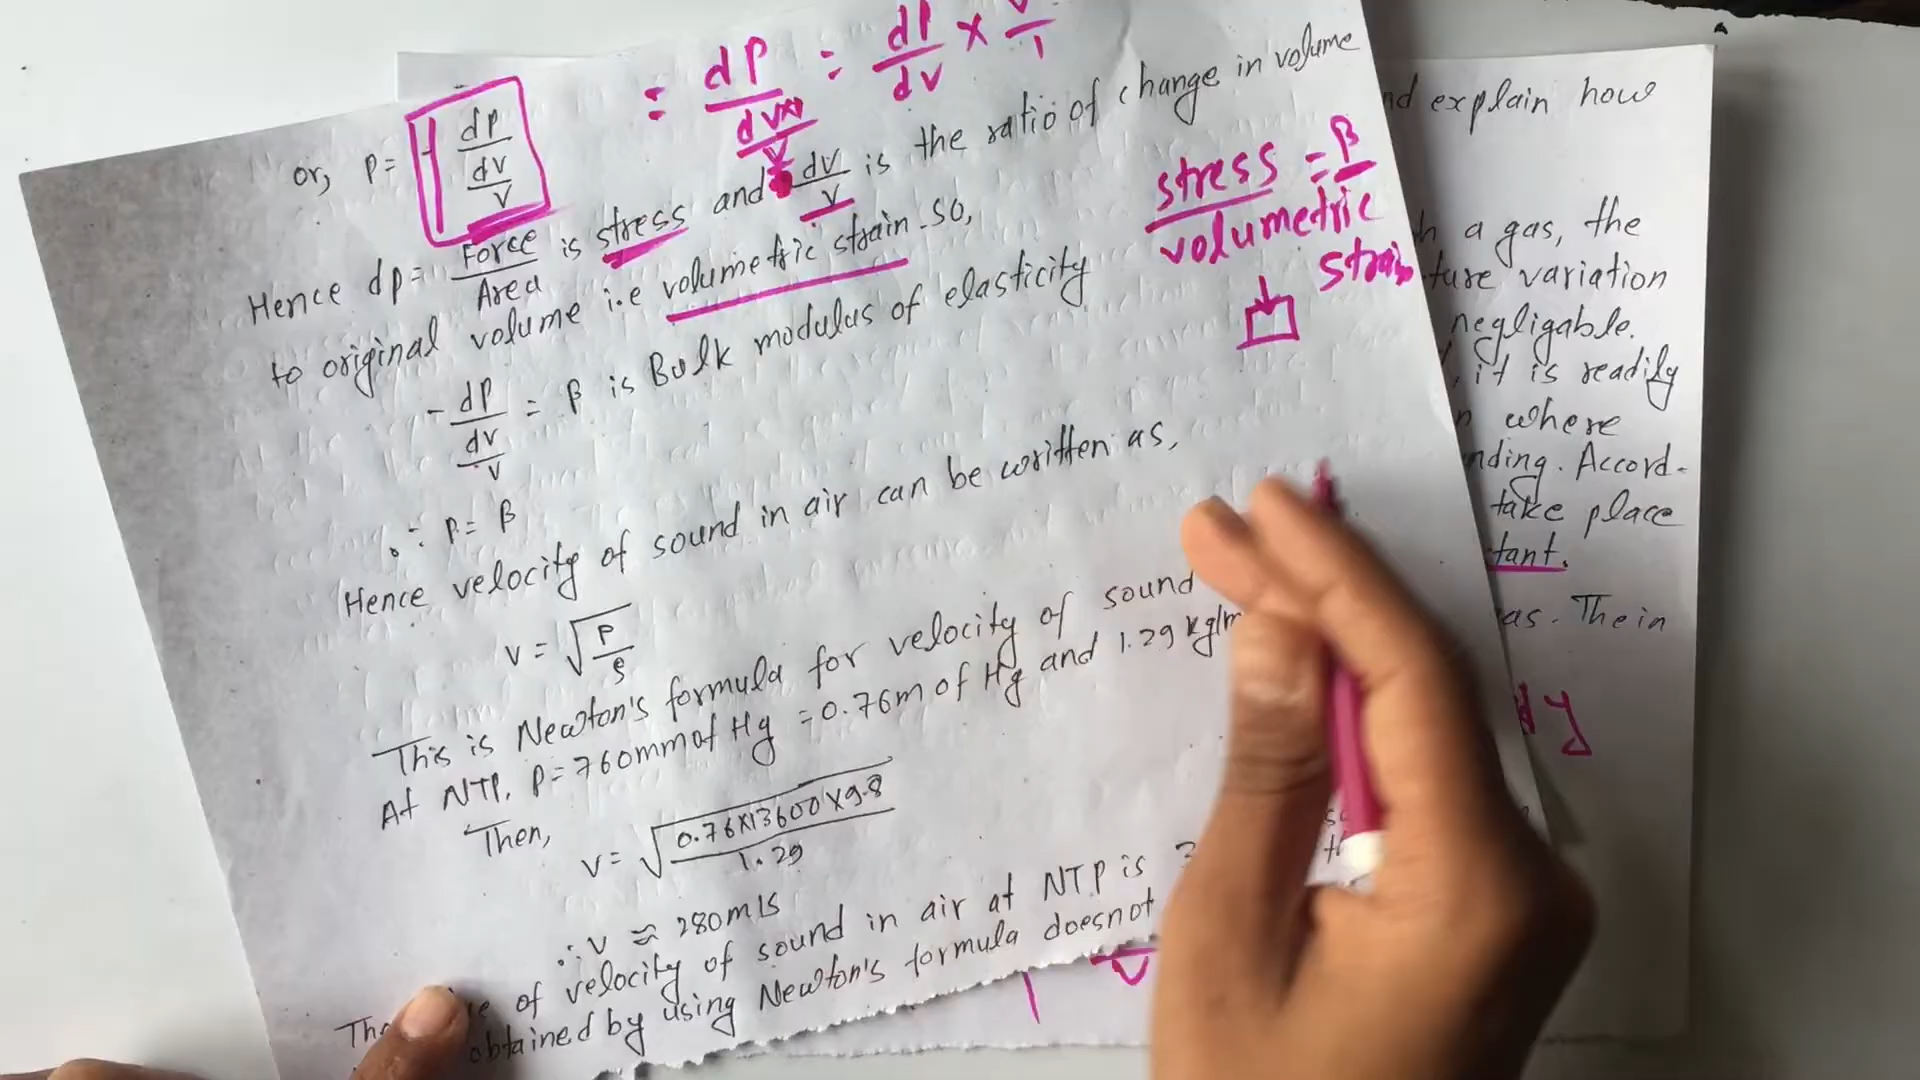 = dP / dV×1/V = dP/dV × V/1
or, P = - dP / dV/V
Hence dp = Force/Area is stress and dV/V is the ratio of change in volume
to original volume i.e volumetric strain. so,
- dP / dV/V = β is Bulk modulus of elasticity
∴ P = β
Hence velocity of sound in air can be written as,
v = √P/ρ
This is Newton's formula for velocity of sound
At NTP, P = 760mm of Hg = 0.76m of Hg and 1.29 kg/m
Then,
v = √0.76×13600×9.8 / 1.29
∴ v ≈ 280m/s
of velocity of sound in air at NTP is 3
obtained by using Newton's formula doesnot
stress / volumetric strain = β
nd explain how
h a gas, the
ture variation
negligable.
, it is readily
n where
nding. Accord-
take place
tant.
as. The in
dy
V